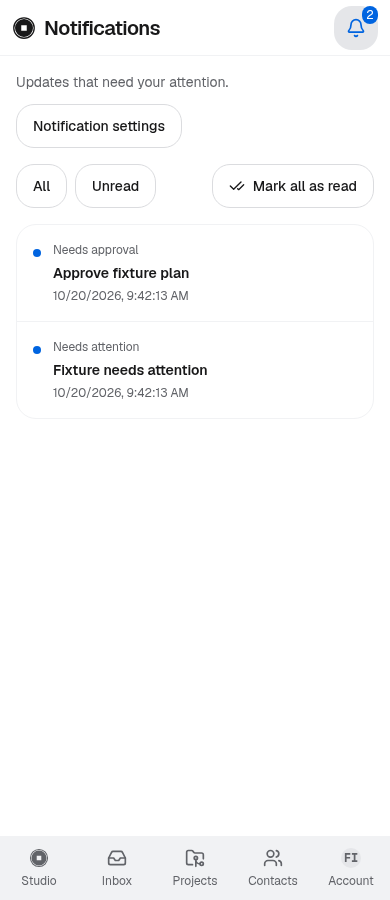 Notifications
2
Updates that need your attention.
Notification settings
All
Unread
Mark all as read
Needs approval
Approve fixture plan
10/20/2026, 9:42:13 AM
Needs attention
Fixture needs attention
10/20/2026, 9:42:13 AM
FI
Studio
Inbox
Projects
Contacts
Account